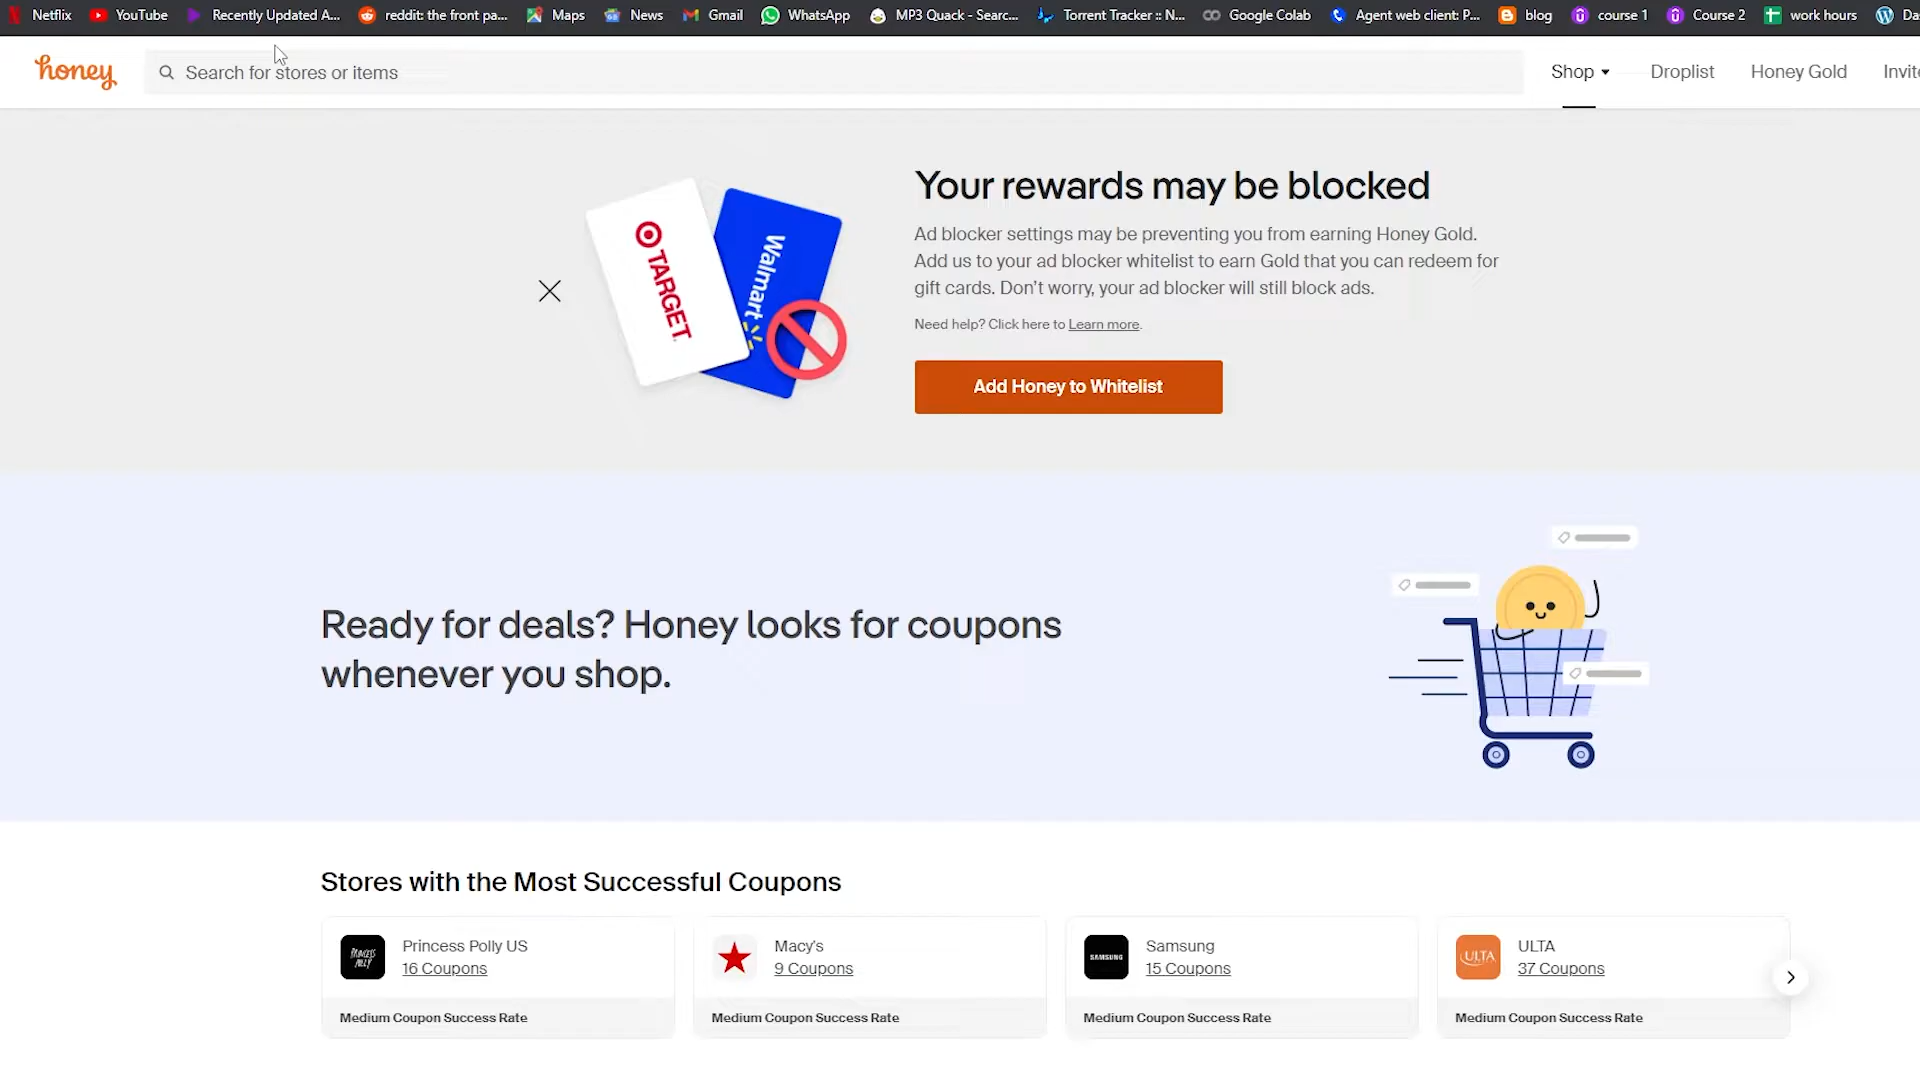 Netflix YouTube Recently Updated A... reddit: the front pa... Maps News Gmail WhatsApp MP3 Quack - Searc... Torrent Tracker :: N... Google Colab Agent web client: P... blog course 1 Course 2 work hours Das
honey Search for stores or items Shop Droplist Honey Gold Invite
Your rewards may be blocked
Ad blocker settings may be preventing you from earning Honey Gold.
Add us to your ad blocker whitelist to earn Gold that you can redeem for
gift cards. Don't worry, your ad blocker will still block ads.
Need help? Click here to Learn more.
Add Honey to Whitelist
TARGET
Walmart
Ready for deals? Honey looks for coupons
whenever you shop.
Stores with the Most Successful Coupons
PRINCESS POLLY
Princess Polly US
16 Coupons
Medium Coupon Success Rate
Macy's
9 Coupons
Medium Coupon Success Rate
SAMSUNG
Samsung
15 Coupons
Medium Coupon Success Rate
ULTA
ULTA
37 Coupons
Medium Coupon Success Rate